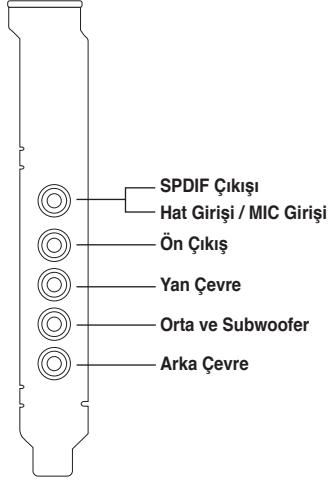 SPDIF Çıkışı
Hat Girişi / MIC Girişi
Ön Çıkış
Yan Çevre
Orta ve Subwoofer
Arka Çevre